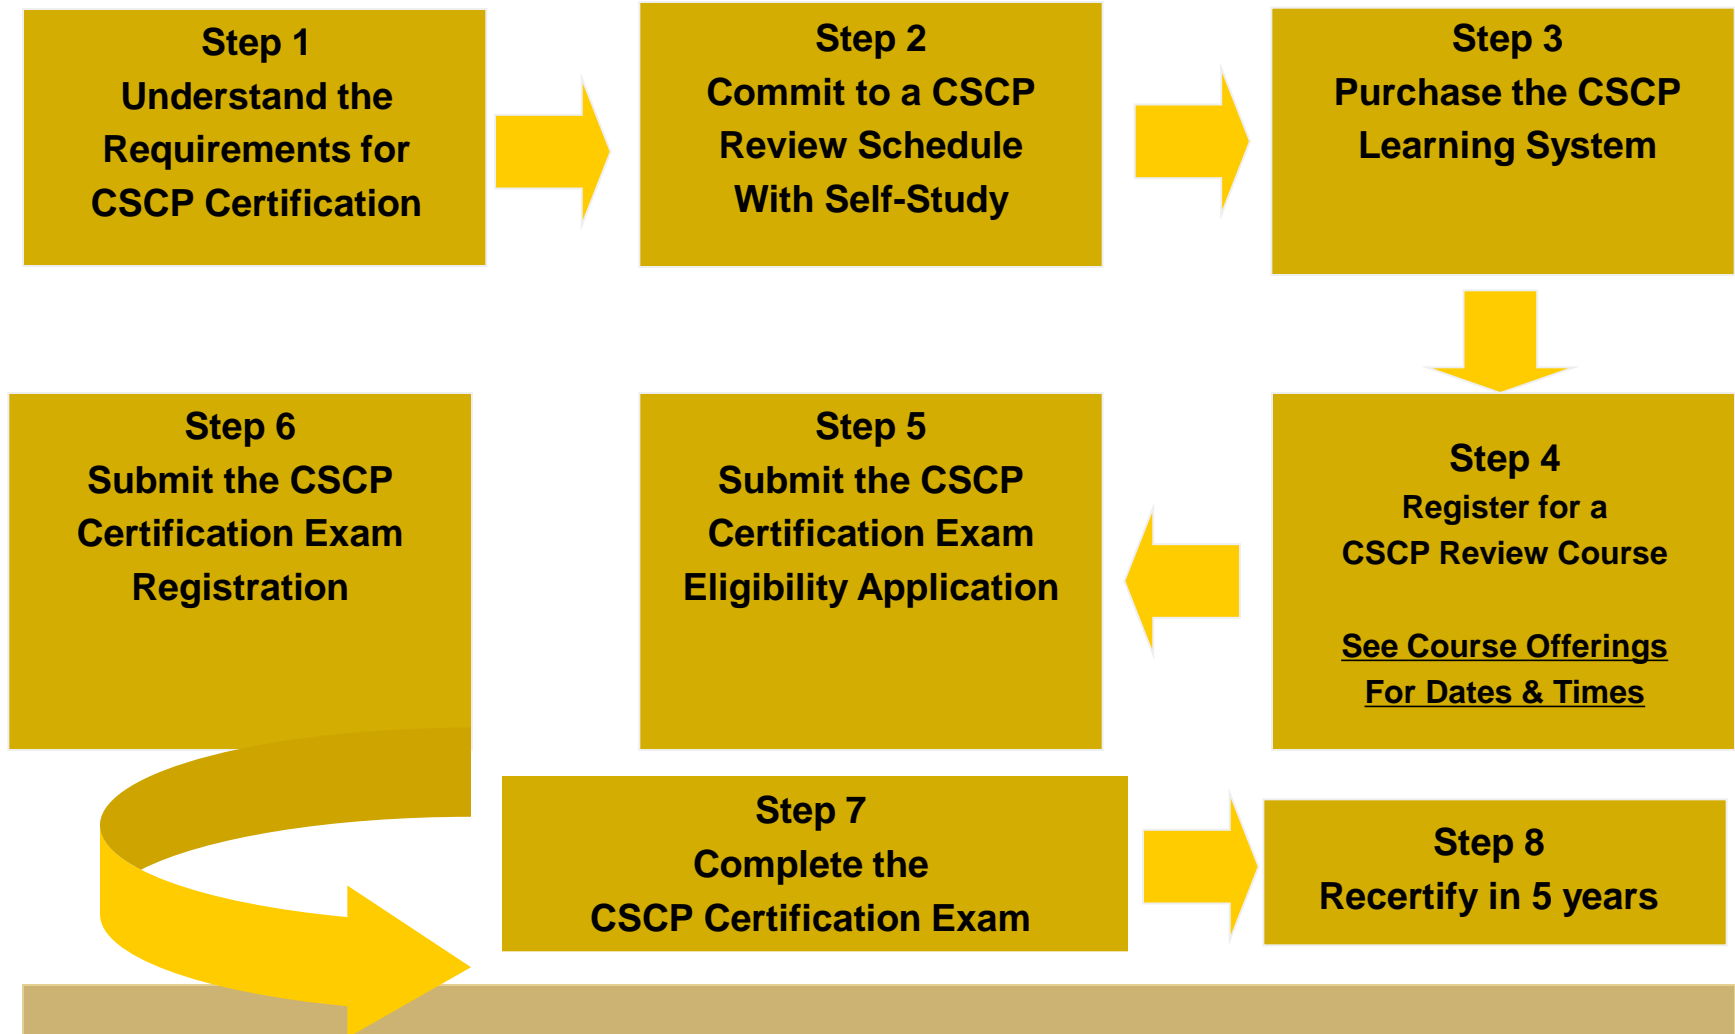 Step 1
Understand the
Requirements for
CSCP Certification
Step 2
Commit to a CSCP
Review Schedule
With Self-Study
Step 3
Purchase the CSCP
Learning System
Step 4
Register for a
CSCP Review Course
See Course Offerings
For Dates & Times
Step 5
Submit the CSCP
Certification Exam
Eligibility Application
Step 6
Submit the CSCP
Certification Exam
Registration
Step 7
Complete the
CSCP Certification Exam
Step 8
Recertify in 5 years